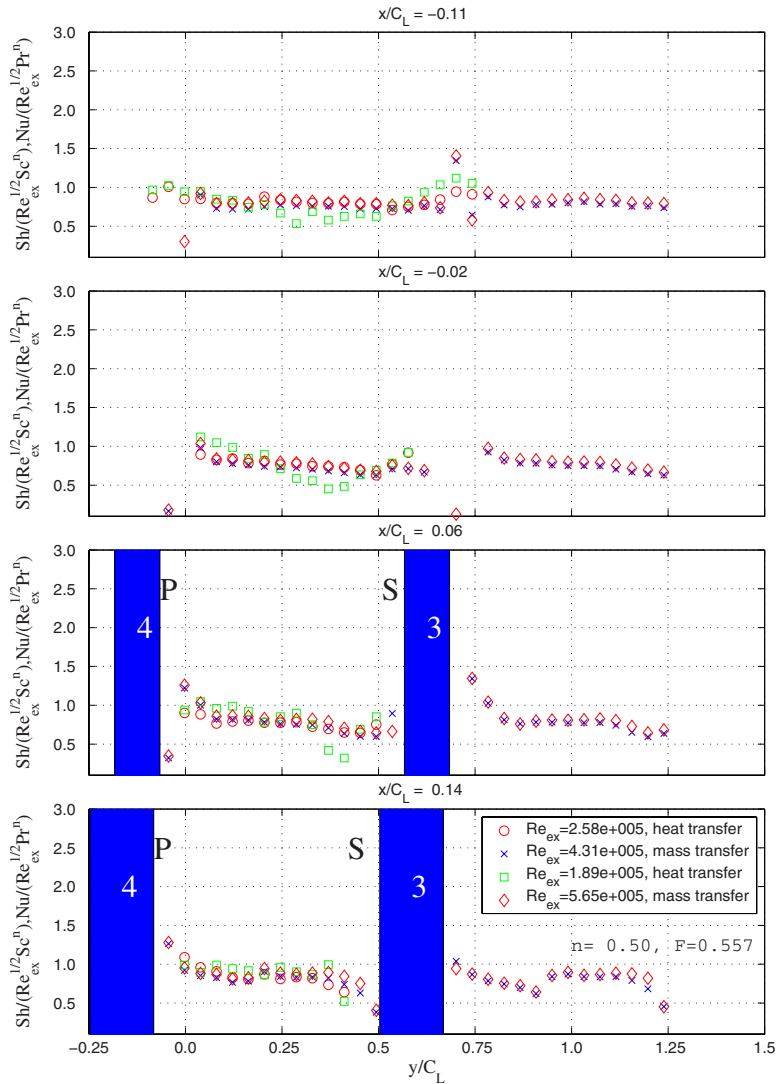 x/C_L = −0.11
3.0
2.5
2.0
1.5
1.0
0.5
Sh/(Re_ex^1/2 Sc^n),Nu/(Re_ex^1/2 Pr^n)
x/C_L = −0.02
3.0
2.5
2.0
1.5
1.0
0.5
Sh/(Re_ex^1/2 Sc^n),Nu/(Re_ex^1/2 Pr^n)
x/C_L = 0.06
3.0
2.5
2.0
1.5
1.0
0.5
Sh/(Re_ex^1/2 Sc^n),Nu/(Re_ex^1/2 Pr^n)
P
S
4
3
x/C_L = 0.14
3.0
2.5
2.0
1.5
1.0
0.5
Sh/(Re_ex^1/2 Sc^n),Nu/(Re_ex^1/2 Pr^n)
P
S
4
3
Re_ex=2.58e+005, heat transfer
Re_ex=4.31e+005, mass transfer
Re_ex=1.89e+005, heat transfer
Re_ex=5.65e+005, mass transfer
n= 0.50, F=0.557
−0.25 0.0 0.25 0.5 0.75 1.0 1.25 1.5
y/C_L